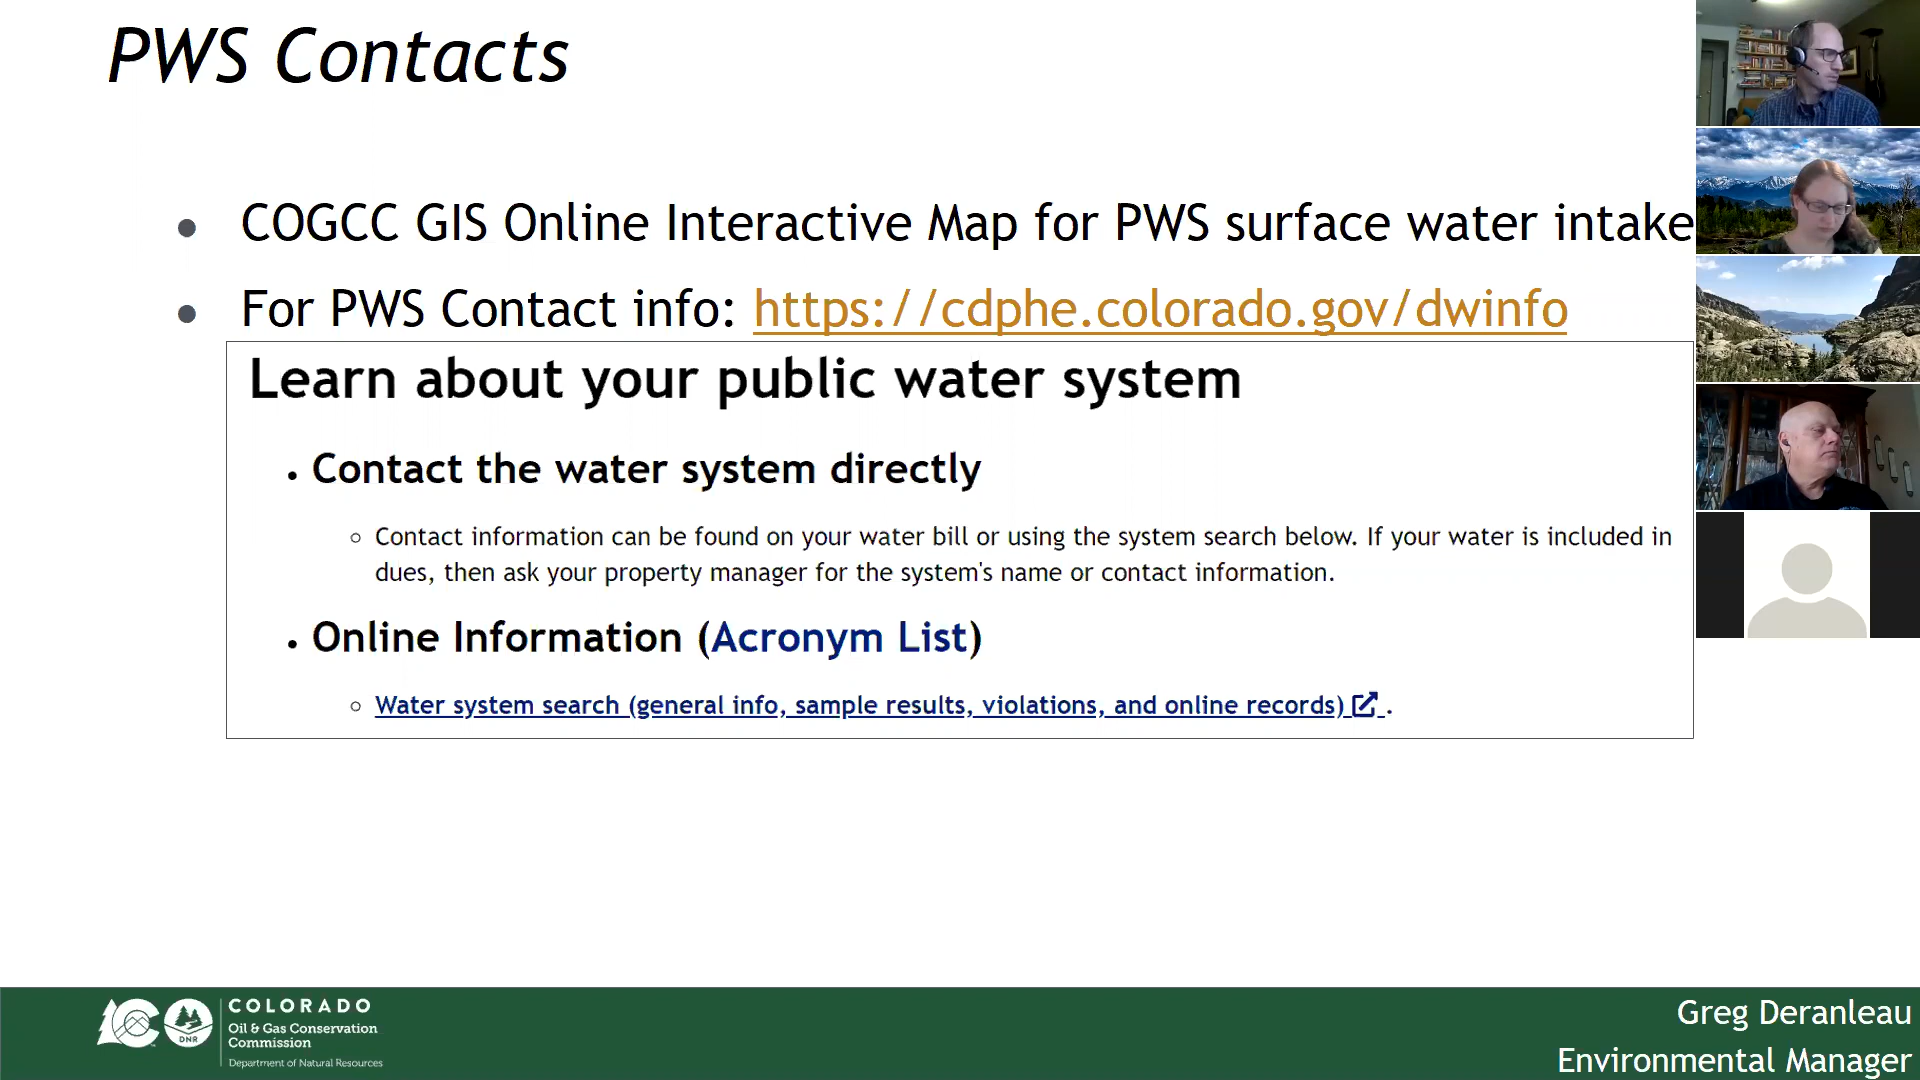 PWS Contacts
COGCC GIS Online Interactive Map for PWS surface water intake
For PWS Contact info: https://cdphe.colorado.gov/dwinfo
Learn about your public water system
Contact the water system directly
Contact information can be found on your water bill or using the system search below. If your water is included in
dues, then ask your property manager for the system's name or contact information.
Online Information (Acronym List)
Water system search (general info, sample results, violations, and online records) .
COLORADO
Oil & Gas Conservation
Commission
Department of Natural Resources
DNR
Greg Deranleau
Environmental Manager